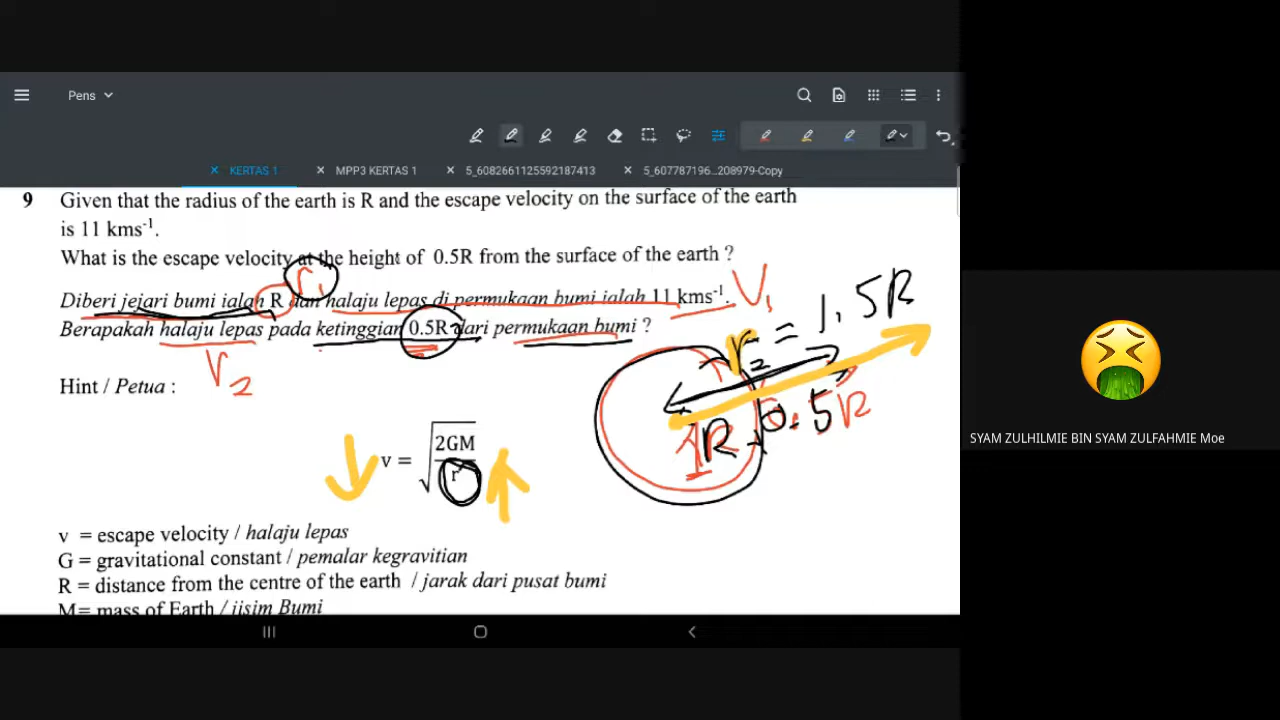 Pens
KERTAS 1
MPP3 KERTAS 1
5_6082661125592187413
5_607787196...208979-Copy
9 Given that the radius of the earth is R and the escape velocity on the surface of the earth
is 11 kms⁻¹.
What is the escape velocity at the height of 0.5R from the surface of the earth ?
r₁
Diberi jejari bumi ialah R dan halaju lepas di permukaan bumi ialah 11 kms⁻¹. V₁
Berapakah halaju lepas pada ketinggian 0.5R dari permukaan bumi ?
r₂ = 1.5R
V₂
Hint / Petua :
1R + 0.5R
v = √(2GM/r)
v = escape velocity / halaju lepas
G = gravitational constant / pemalar kegravitian
R = distance from the centre of the earth / jarak dari pusat bumi
M= mass of Earth / jisim Bumi
SYAM ZULHILMIE BIN SYAM ZULFAHMIE Moe